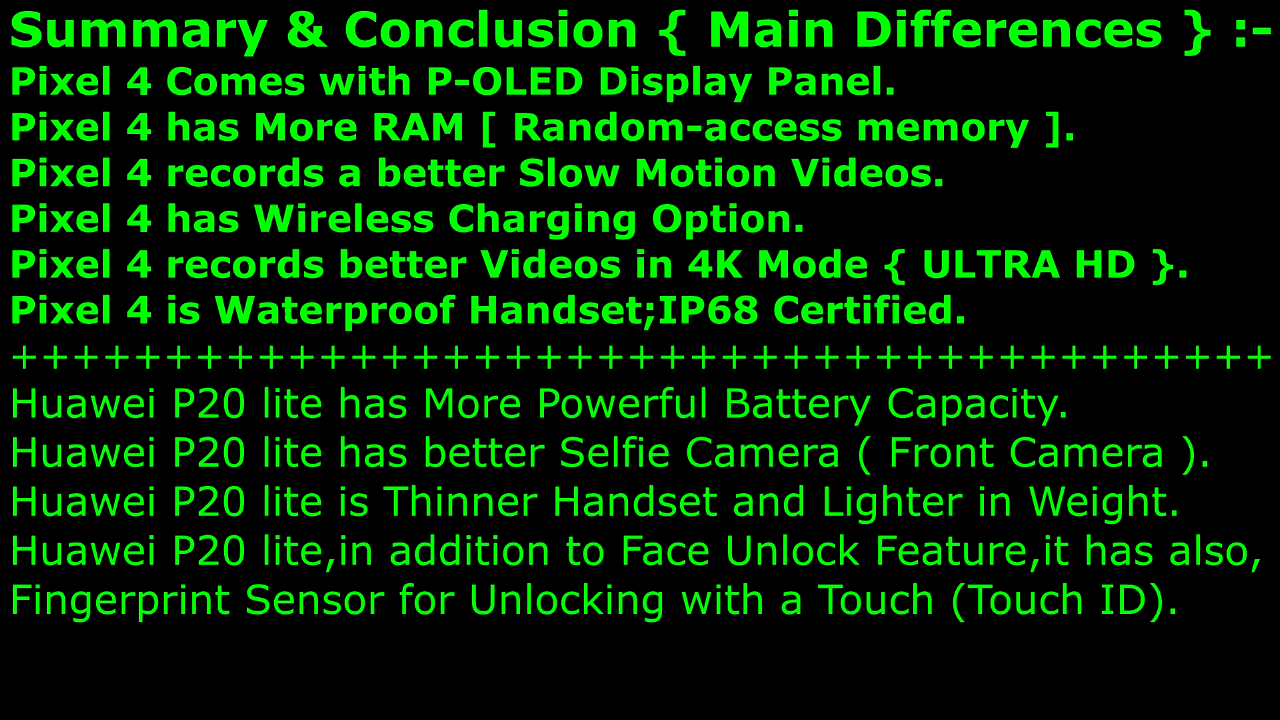 Summary & Conclusion { Main Differences } :-
Pixel 4 Comes with P-OLED Display Panel.
Pixel 4 has More RAM [ Random-access memory ].
Pixel 4 records a better Slow Motion Videos.
Pixel 4 has Wireless Charging Option.
Pixel 4 records better Videos in 4K Mode { ULTRA HD }.
Pixel 4 is Waterproof Handset;IP68 Certified.
+++++++++++++++++++++++++++++++++++++++++
Huawei P20 lite has More Powerful Battery Capacity.
Huawei P20 lite has better Selfie Camera ( Front Camera ).
Huawei P20 lite is Thinner Handset and Lighter in Weight.
Huawei P20 lite,in addition to Face Unlock Feature,it has also,
Fingerprint Sensor for Unlocking with a Touch (Touch ID).